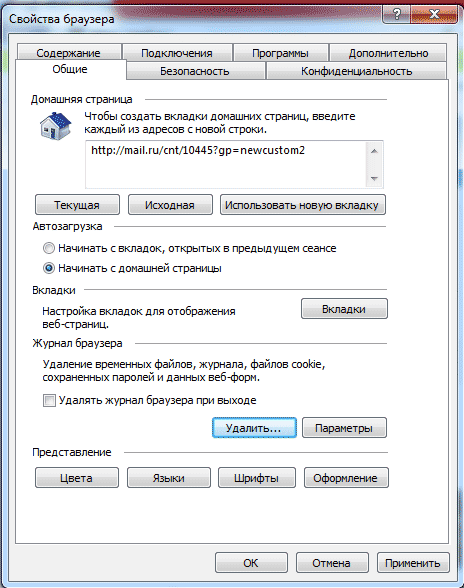 Свойства браузера
Содержание Подключения Программы Дополнительно
Общие Безопасность Конфиденциальность
Домашняя страница
Чтобы создать вкладки домашних страниц, введите
каждый из адресов с новой строки.
http://mail.ru/cnt/10445?gp=newcustom2
Текущая Исходная Использовать новую вкладку
Автозагрузка
Начинать с вкладок, открытых в предыдущем сеансе
Начинать с домашней страницы
Вкладки
Настройка вкладок для отображения
веб-страниц.
Вкладки
Журнал браузера
Удаление временных файлов, журнала, файлов cookie,
сохраненных паролей и данных веб-форм.
Удалять журнал браузера при выходе
Удалить... Параметры
Представление
Цвета Языки Шрифты Оформление
ОК Отмена Применить